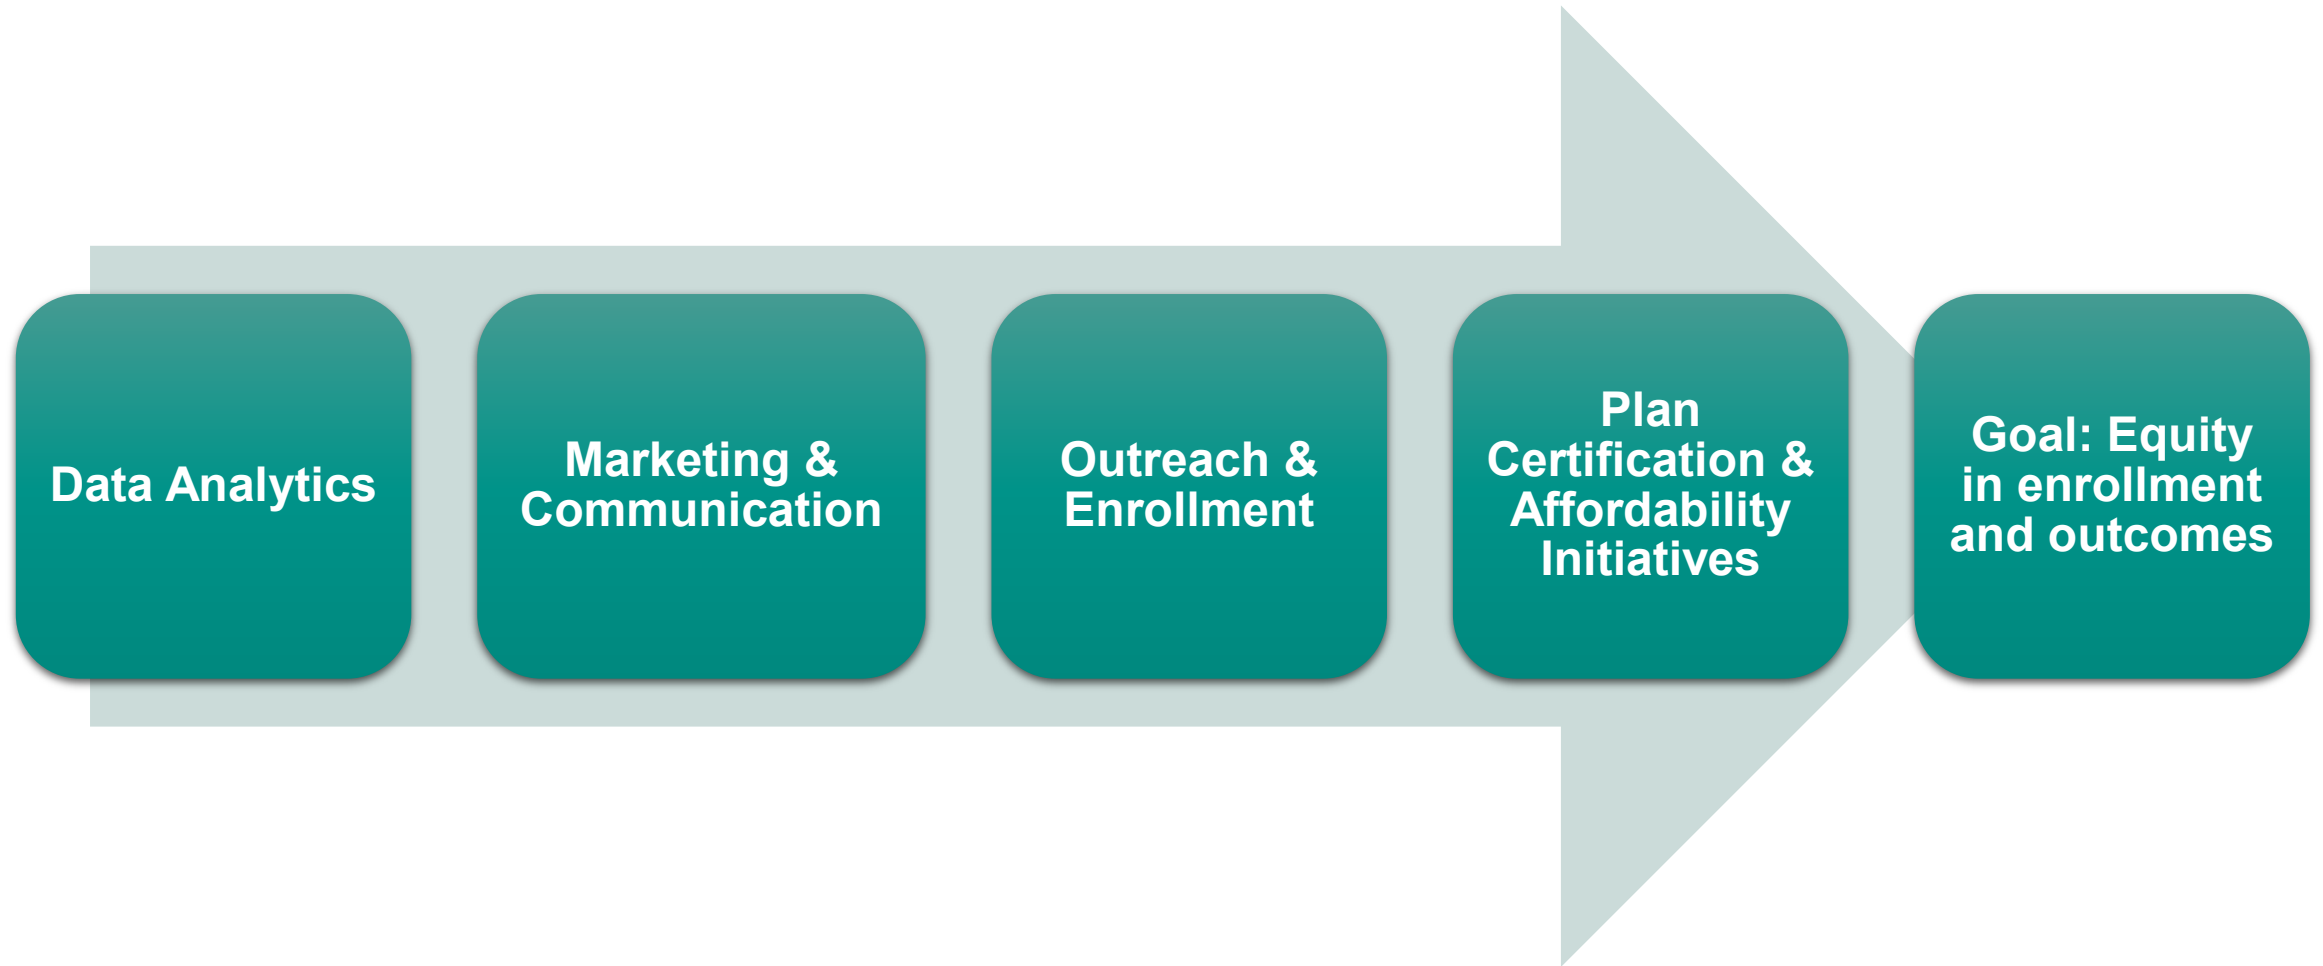 Data Analytics
Marketing &
Communication
Outreach &
Enrollment
Plan
Certification &
Affordability
Initiatives
Goal: Equity
in enrollment
and outcomes